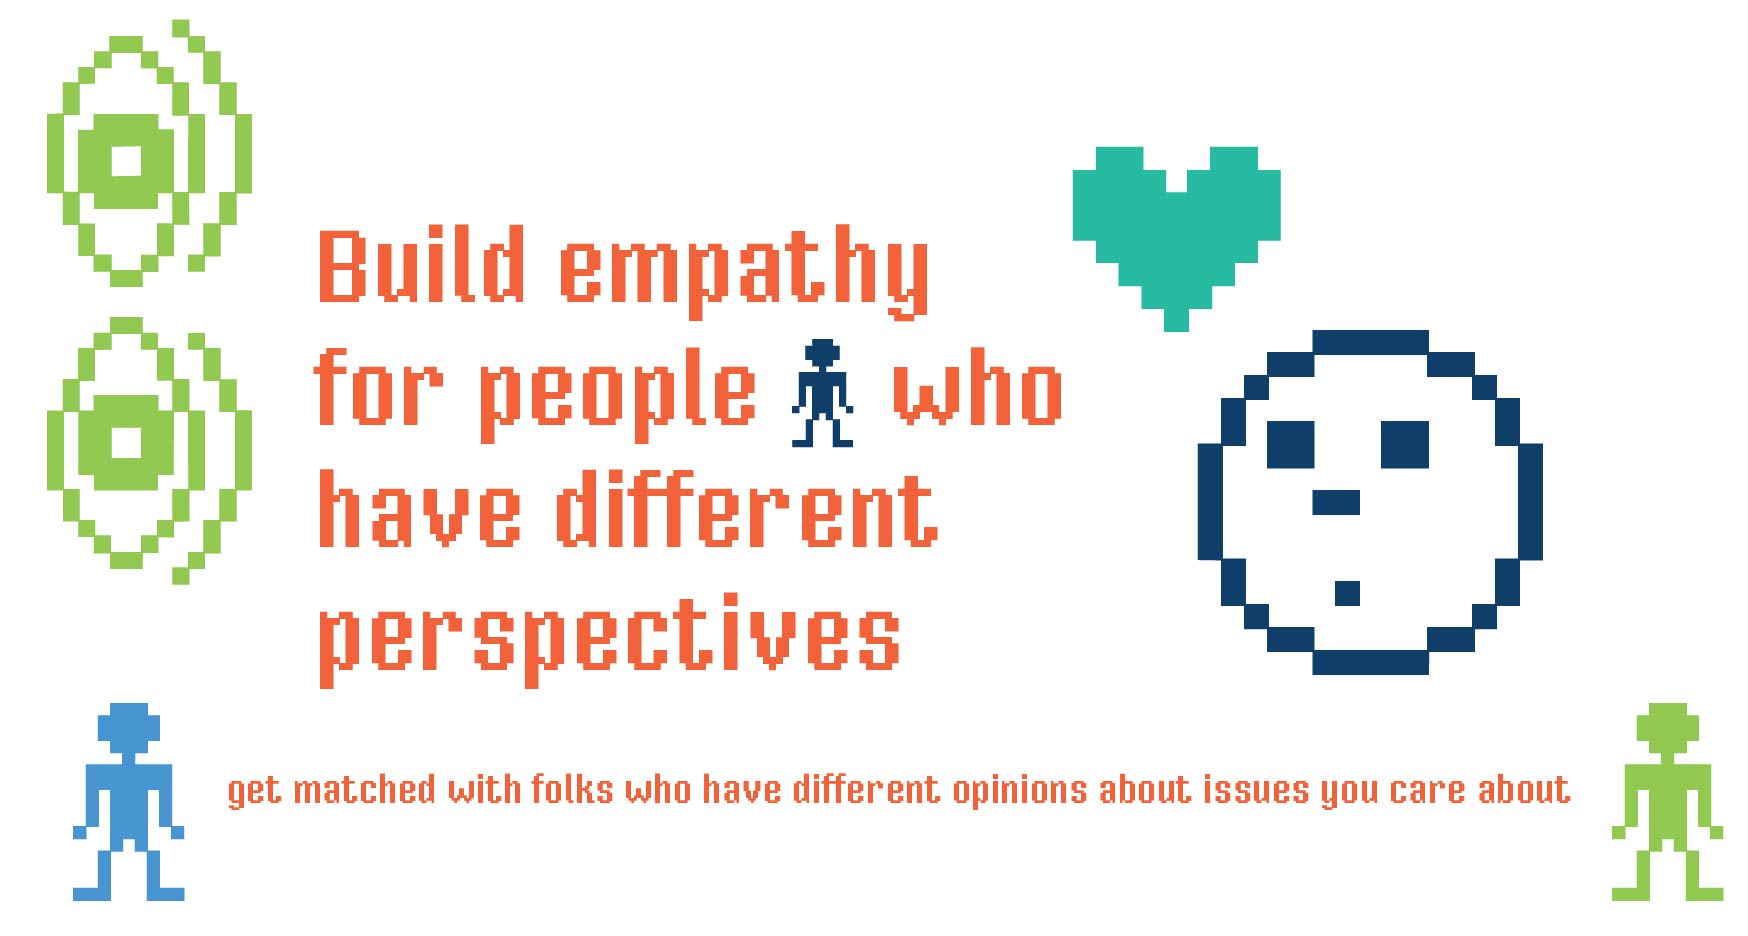 Build empathy
for people who
have different
perspectives
get matched with folks who have different opinions about issues you care about